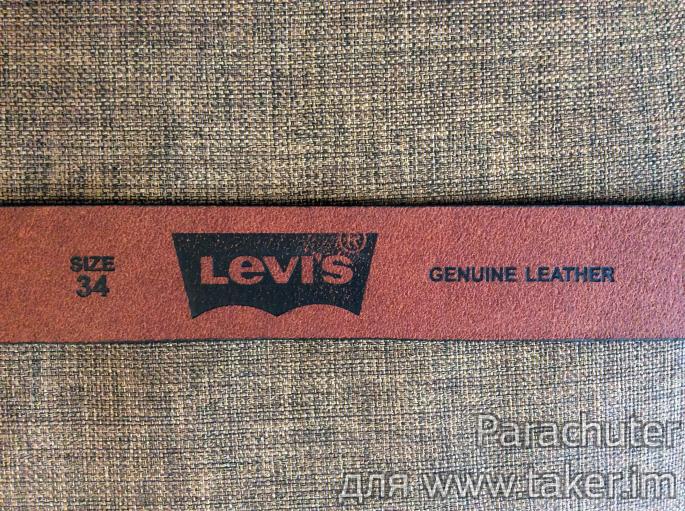 SIZE
34
Levi's®
GENUINE LEATHER
Parachuter
для www.taker.im